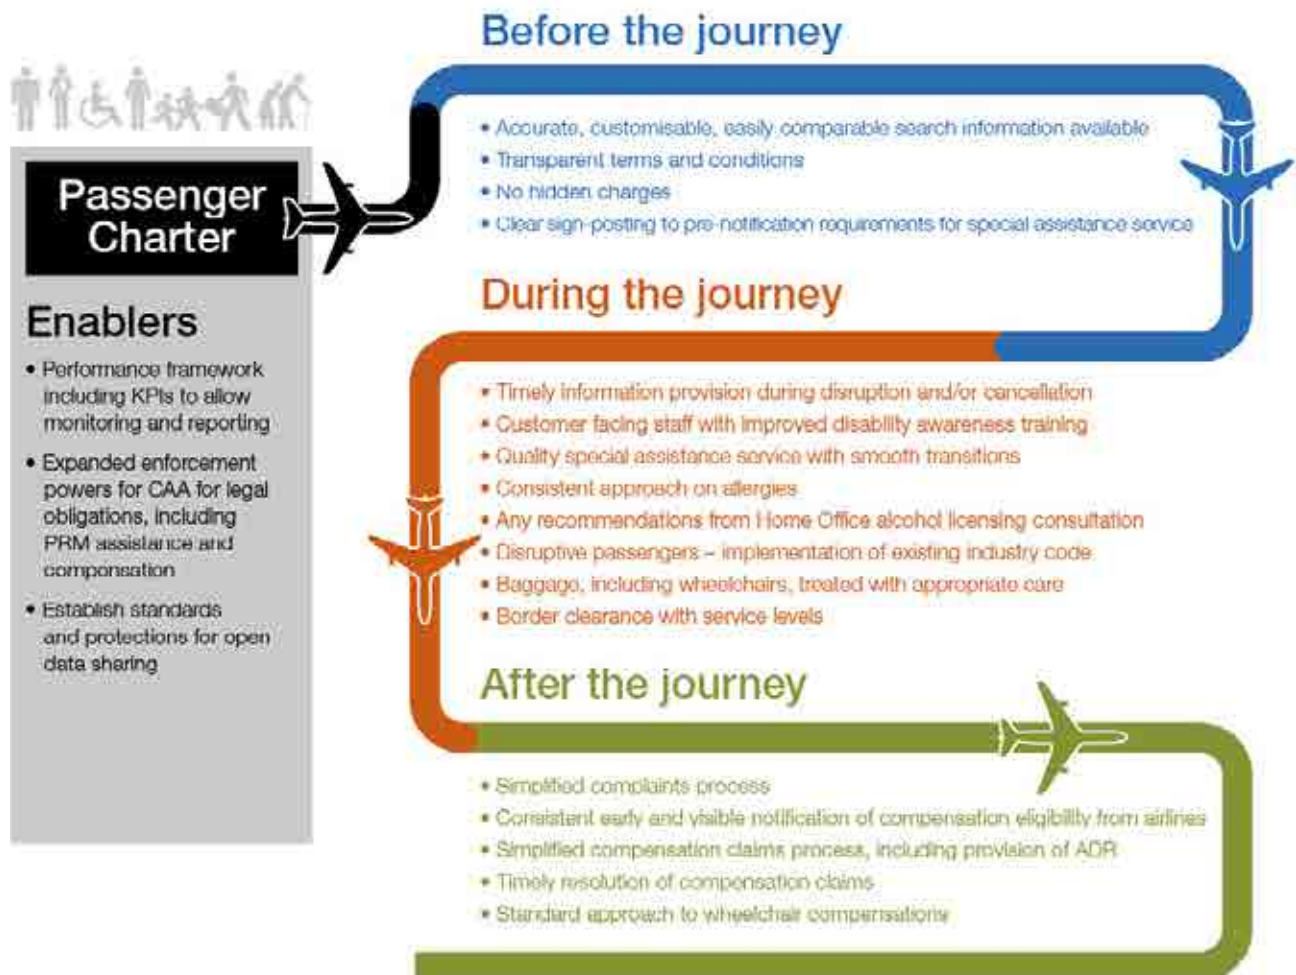 Passenger
Charter
Enablers
• Performance framework
including KPIs to allow
monitoring and reporting
• Expanded enforcement
powers for CAA for legal
obligations, including
PRM assistance and
compensation
• Establish standards
and protections for open
data sharing
Before the journey
• Accurate, customisable, easily comparable search information available
• Transparent terms and conditions
• No hidden charges
• Clear sign-posting to pre-notification requirements for special assistance service
During the journey
• Timely information provision during disruption and/or cancellation
• Customer facing staff with improved disability awareness training
• Quality special assistance service with smooth transitions
• Consistent approach on allergies
• Any recommendations from Home Office alcohol licensing consultation
• Disruptive passengers – implementation of existing industry code
• Baggage, including wheelchairs, treated with appropriate care
• Border clearance with service levels
After the journey
• Simplified complaints process
• Consistent early and visible notification of compensation eligibility from airlines
• Simplified compensation claims process, including provision of ADR
• Timely resolution of compensation claims
• Standard approach to wheelchair compensations